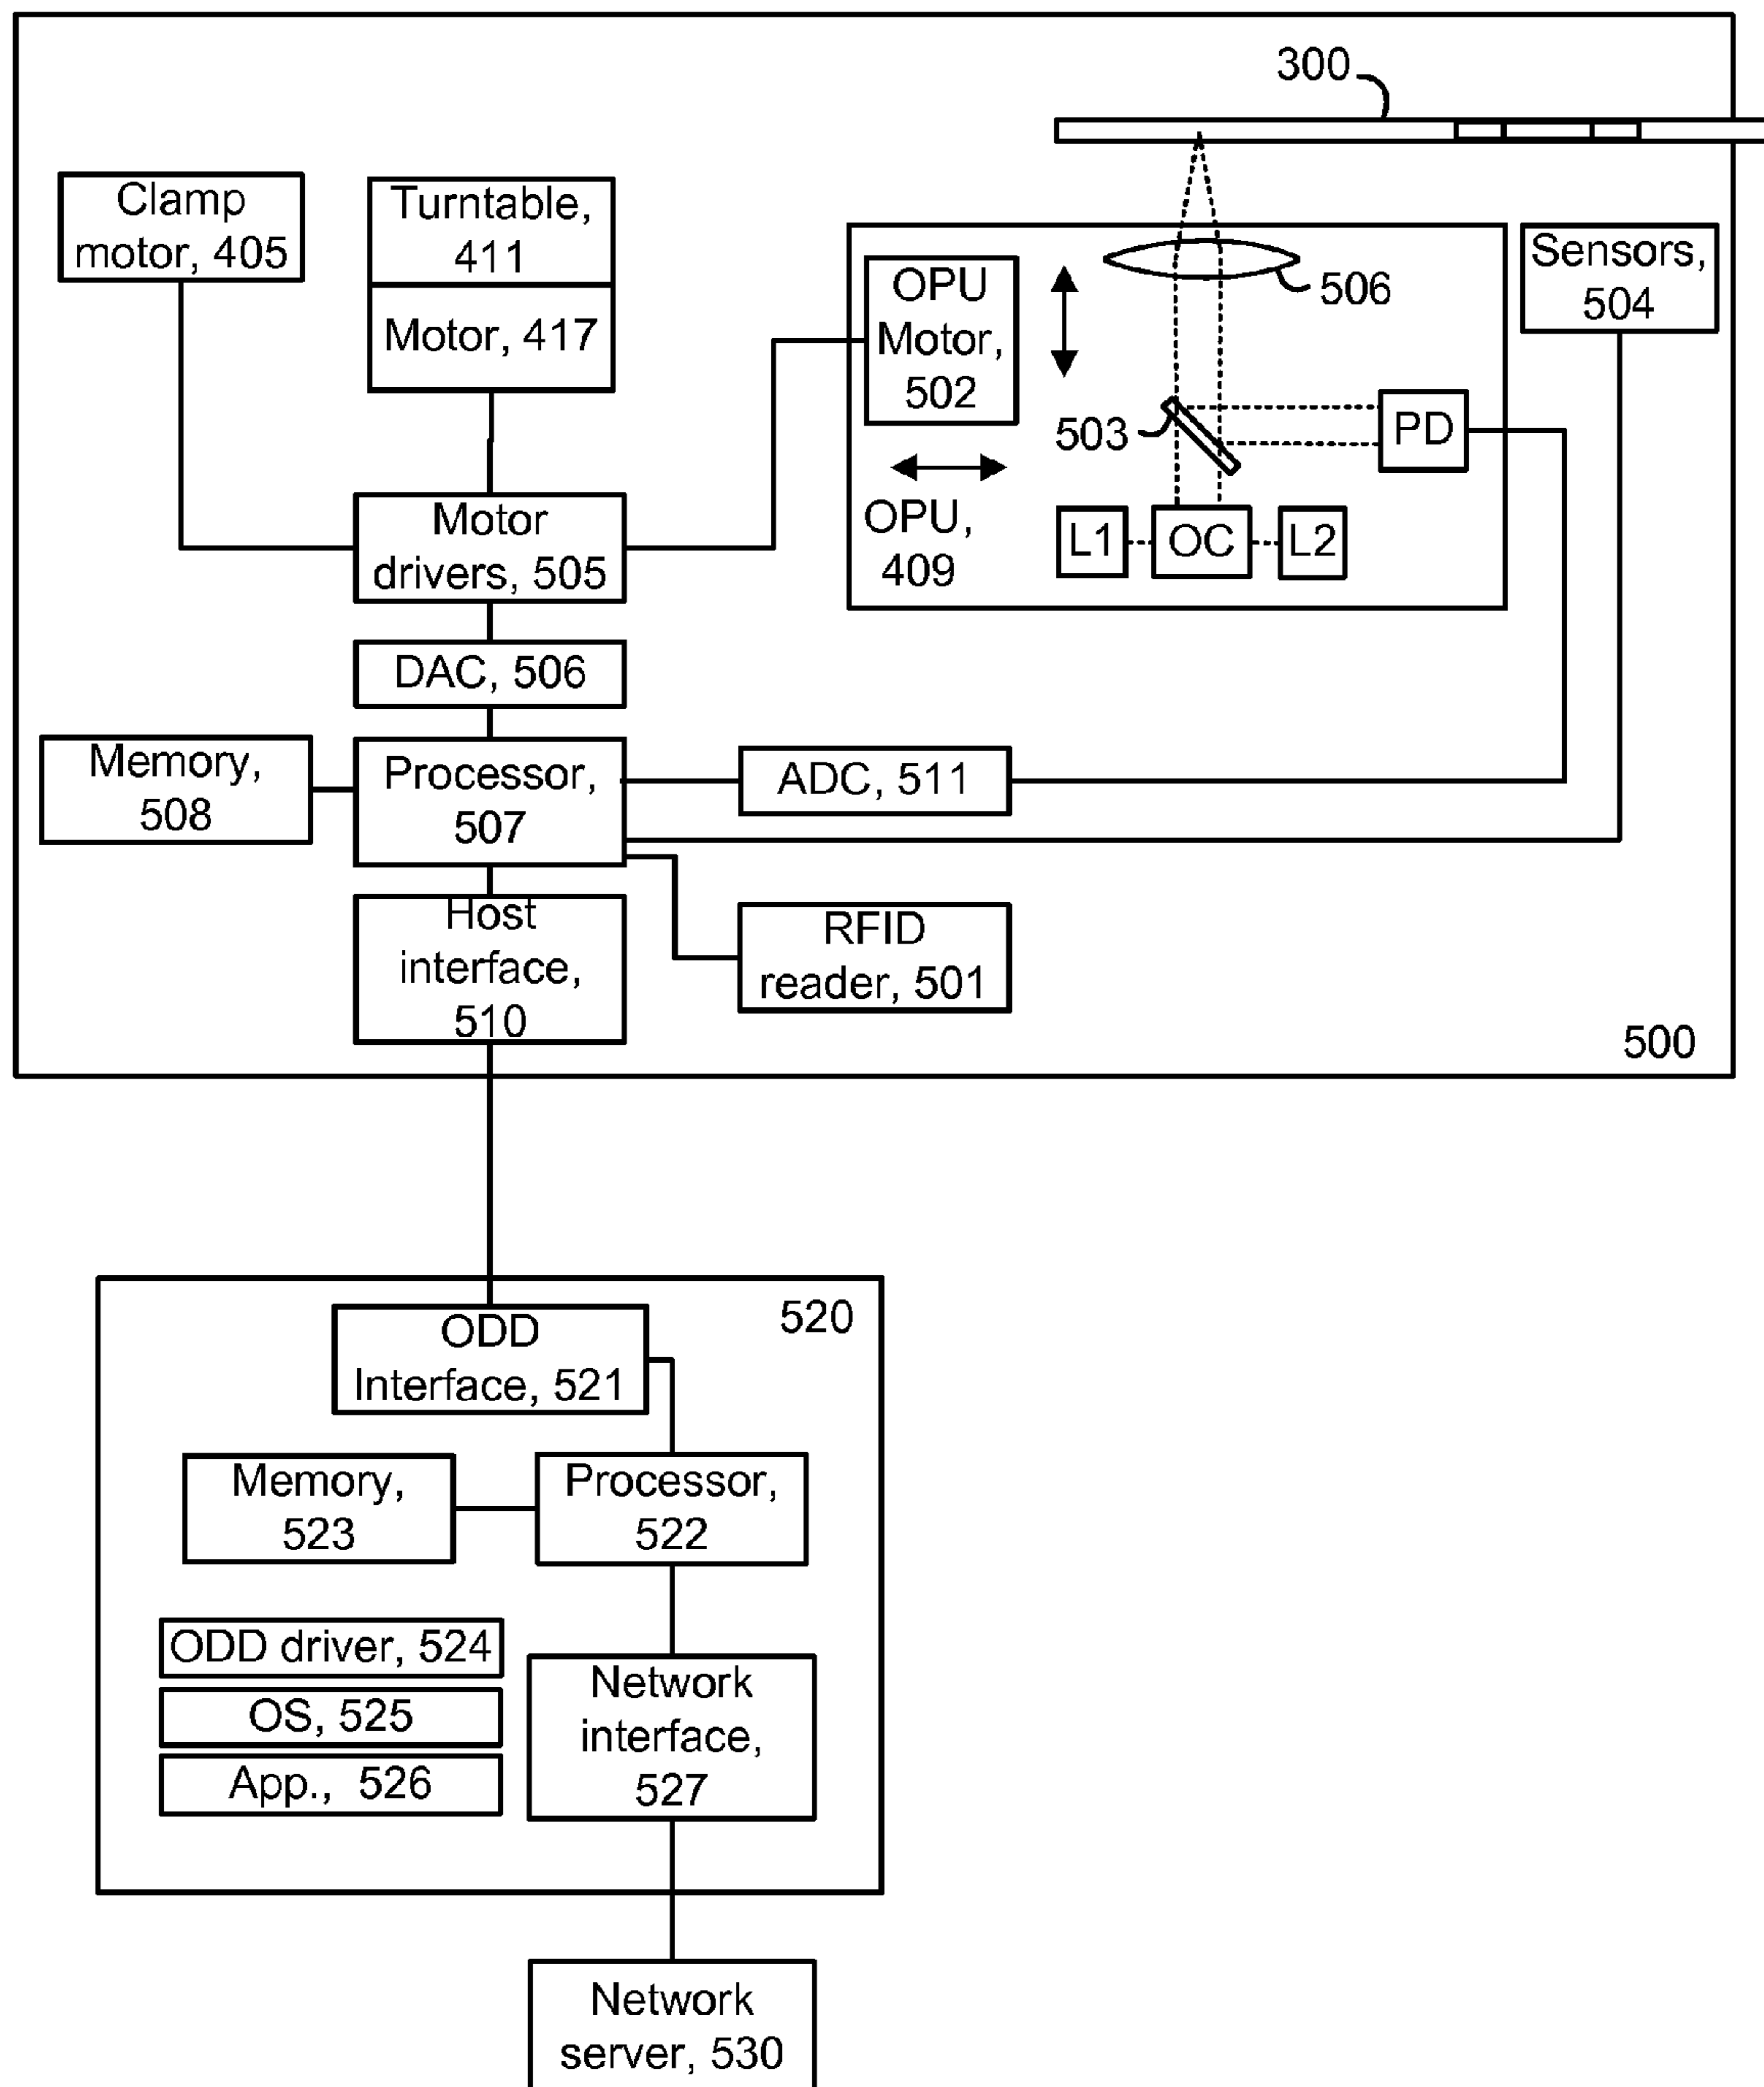 300
Clamp
motor, 405
Turntable,
411
Motor, 417
OPU
Motor,
502
506
Sensors,
504
503
PD
OPU,
409
L1
OC
L2
Motor
drivers, 505
DAC, 506
Memory,
508
Processor,
507
ADC, 511
Host
interface,
510
RFID
reader, 501
500
520
ODD
Interface, 521
Memory,
523
Processor,
522
ODD driver, 524
OS, 525
App., 526
Network
interface,
527
Network
server, 530